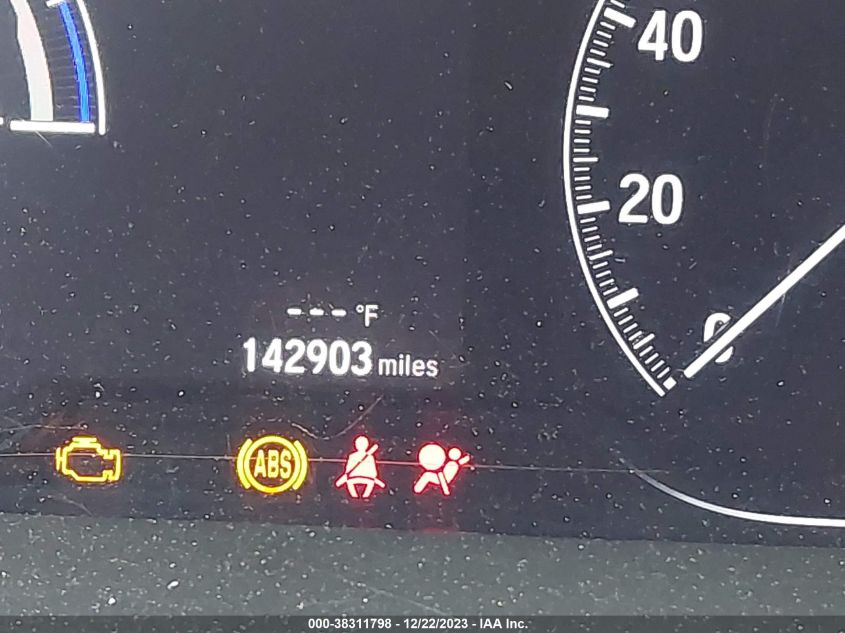 40
20
0
--- °F
142903 miles
ABS
000-38311798 - 12/22/2023 - IAA Inc.